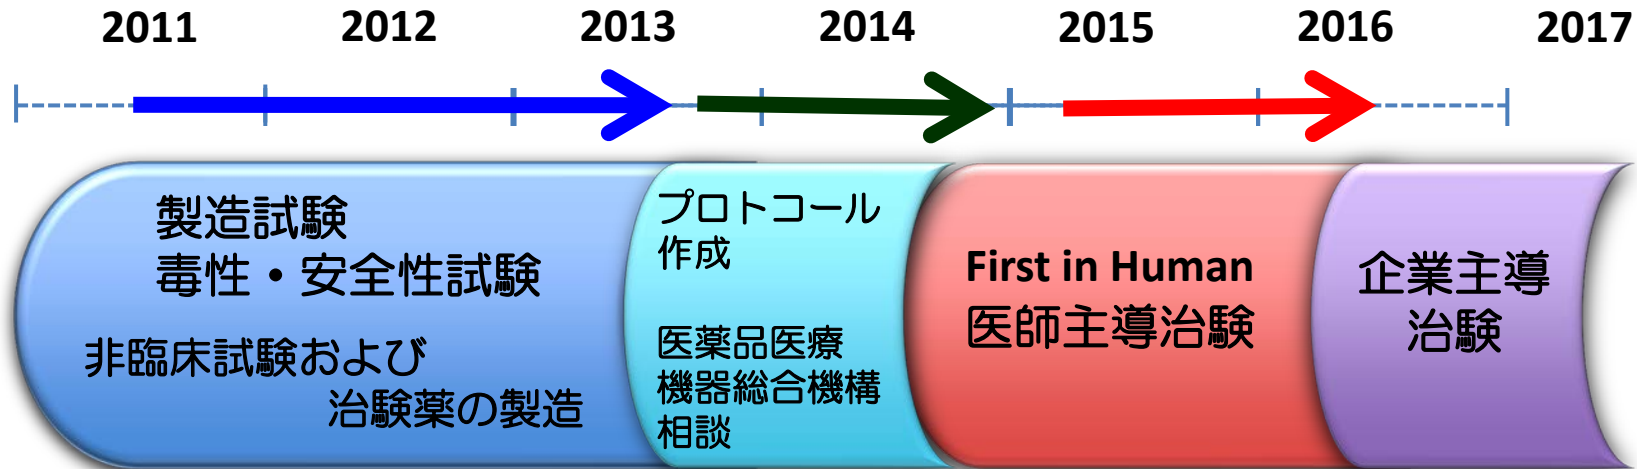 2011 2012 2013 2014 2015 2016 2017
製造試験
毒性・安全性試験
非臨床試験および
治験薬の製造
プロトコール
作成
医薬品医療
機器総合機構
相談
First in Human
医師主導治験
企業主導
治験